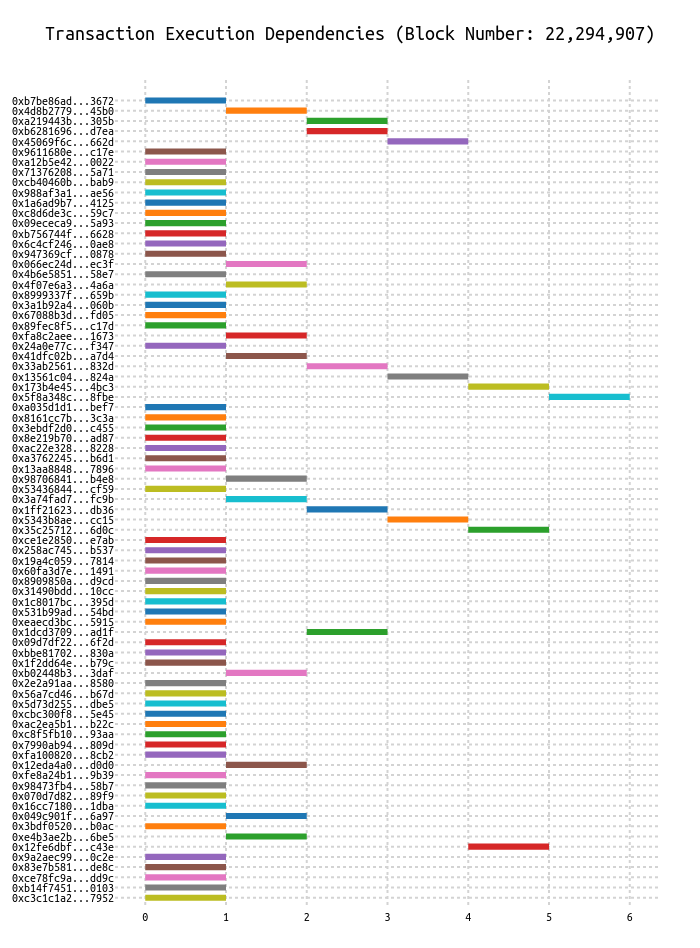 Transaction Execution Dependencies (Block Number: 22,294,907)
0xb7be86ad...3672
0x4d8b2779...45b0
0xa219443b...305b
0xb6281696...d7ea
0x45069f6c...662d
0x9611680e...c17e
0xa12b5e42...0022
0x71376208...5a71
0xcb40460b...bab9
0x988af3a1...ae56
0x1a6ad9b7...4125
0xc8d6de3c...59c7
0x09ececa9...5a93
0xb756744f...6628
0x6c4cf246...0ae8
0x947369cf...0878
0x066ec24d...ec3f
0x4b6e5851...58e7
0x4f07e6a3...4a6a
0x8999337f...659b
0x3a1b92a4...060b
0x67088b3d...fd05
0x89fec8f5...c17d
0xfa8c2aee...1673
0x24a0e77c...f347
0x41dfc02b...a7d4
0x33ab2561...832d
0x13561c04...824a
0x173b4e45...4bc3
0x5f8a348c...8fbe
0xa035d1d1...bef7
0x8161cc7b...3c3a
0x3ebdf2d0...c455
0x8e219b70...ad87
0xac22e328...8228
0xa3762245...b6d1
0x13aa8848...7896
0x98706841...b4e8
0x53436844...cf59
0x3a74fad7...fc9b
0x1ff21623...db36
0x5343b8ae...cc15
0x35c25712...6d0c
0xce1e2850...e7ab
0x258ac745...b537
0x19a4c059...7814
0x60fa3d7e...1491
0x8909850a...d9cd
0x31490bdd...10cc
0x1c8017bc...395d
0x531b99ad...54bd
0xeaecd3bc...5915
0x1dcd3709...ad1f
0x09d7df22...6f2d
0xbbe81702...830a
0x1f2dd64e...b79c
0xb02448b3...3daf
0x2e2a91aa...8580
0x56a7cd46...b67d
0x5d73d255...dbe5
0xcbc300f8...5e45
0xac2ea5b1...b22c
0xc8f5fb10...93aa
0x7990ab94...809d
0xfa100820...8cb2
0x12eda4a0...d0d0
0xfe8a24b1...9b39
0x98473fb4...58b7
0x070d7d82...89f9
0x16cc7180...1dba
0x049c901f...6a97
0x3bdf0520...b0ac
0xe4b3ae2b...6be5
0x12fe6dbf...c43e
0x9a2aec99...0c2e
0x83e7b581...de8c
0xce78fc9a...dd9c
0xb14f7451...0103
0xc3c1c1a2...7952
0 1 2 3 4 5 6